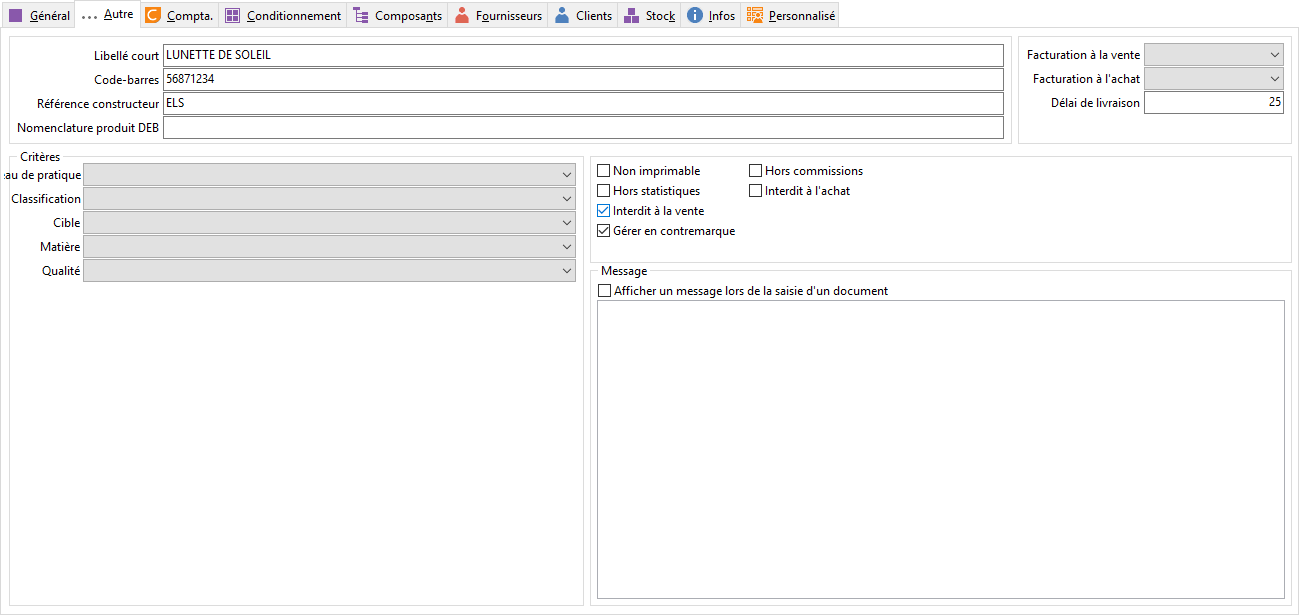 Général Autre Compta. Conditionnement Composants Fournisseurs Clients Stock Infos Personnalisé
Libellé court LUNETTE DE SOLEIL
Code-barres 56871234
Référence constructeur ELS
Nomenclature produit DEB
Facturation à la vente
Facturation à l'achat
Délai de livraison 25
Critères
eau de pratique
Classification
Cible
Matière
Qualité
Non imprimable Hors commissions
Hors statistiques Interdit à l'achat
Interdit à la vente
Gérer en contremarque
Message
Afficher un message lors de la saisie d'un document